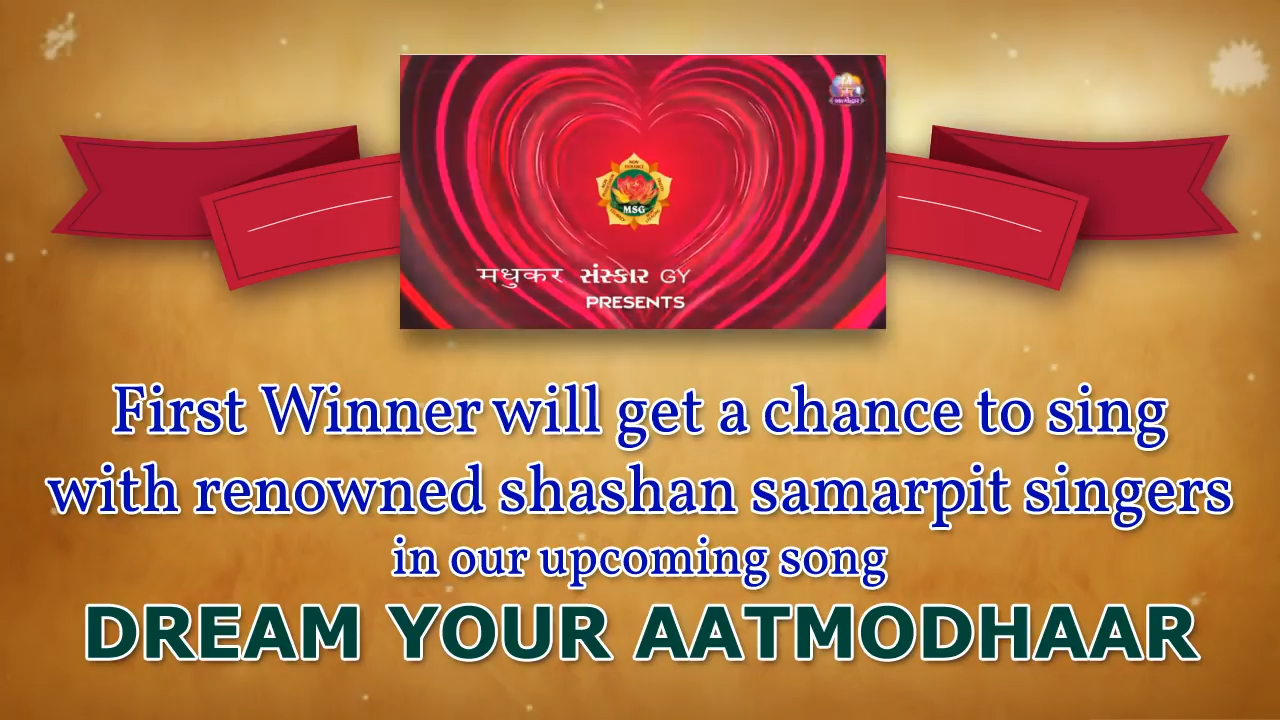 MSG
मधुकर સંસ્કાર GY
PRESENTS
First Winner will get a chance to sing
with renowned shashan samarpit singers
in our upcoming song
DREAM YOUR AATMODHAAR